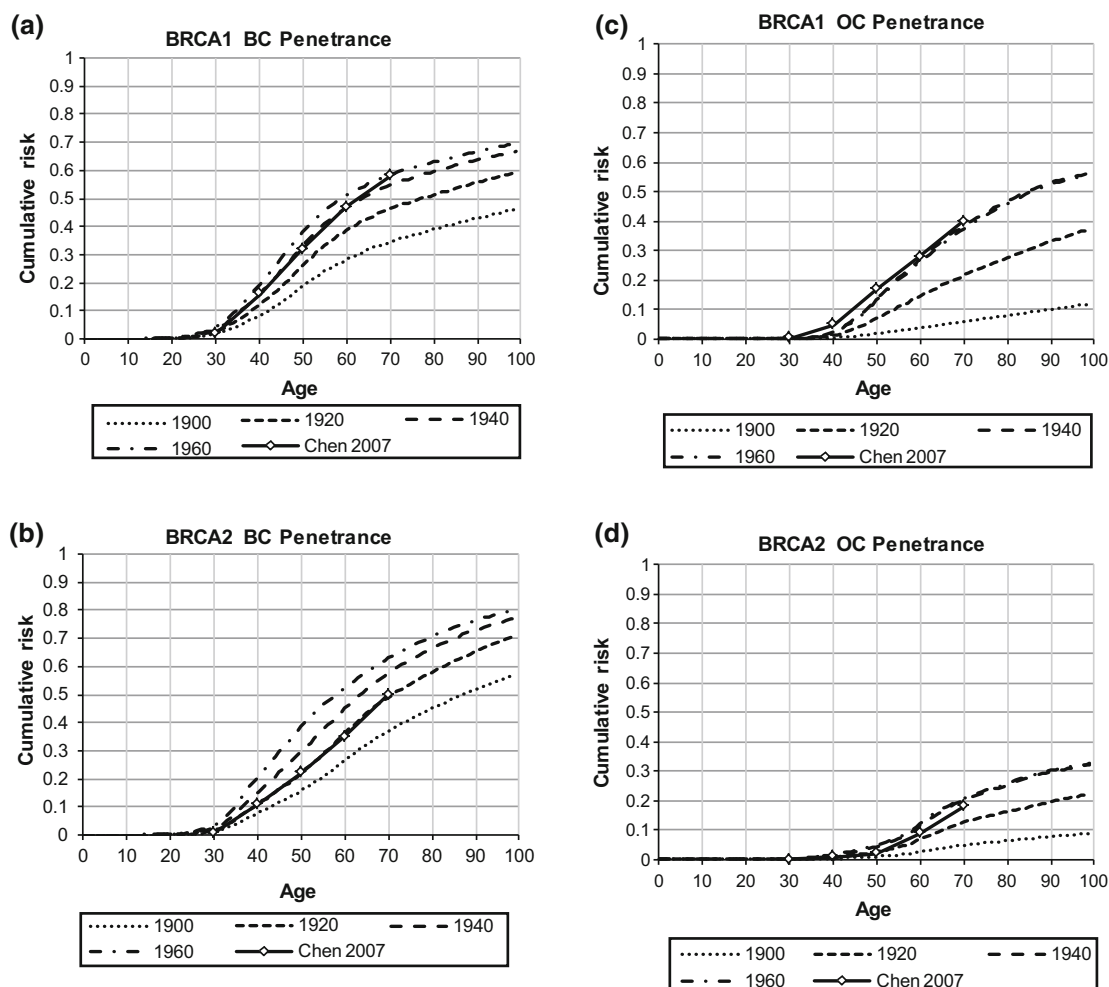 (a)
BRCA1 BC Penetrance
1
0.9
0.8
0.7
0.6
0.5
0.4
0.3
0.2
0.1
0
0 10 20 30 40 50 60 70 80 90 100
Cumulative risk
Age
1900 1920 1940
1960 Chen 2007
(c)
BRCA1 OC Penetrance
1
0.9
0.8
0.7
0.6
0.5
0.4
0.3
0.2
0.1
0
0 10 20 30 40 50 60 70 80 90 100
Cumulative risk
Age
1900 1920 1940
1960 Chen 2007
(b)
BRCA2 BC Penetrance
1
0.9
0.8
0.7
0.6
0.5
0.4
0.3
0.2
0.1
0
0 10 20 30 40 50 60 70 80 90 100
Cumulative risk
Age
1900 1920 1940
1960 Chen 2007
(d)
BRCA2 OC Penetrance
1
0.9
0.8
0.7
0.6
0.5
0.4
0.3
0.2
0.1
0
0 10 20 30 40 50 60 70 80 90 100
Cumulative risk
Age
1900 1920 1940
1960 Chen 2007